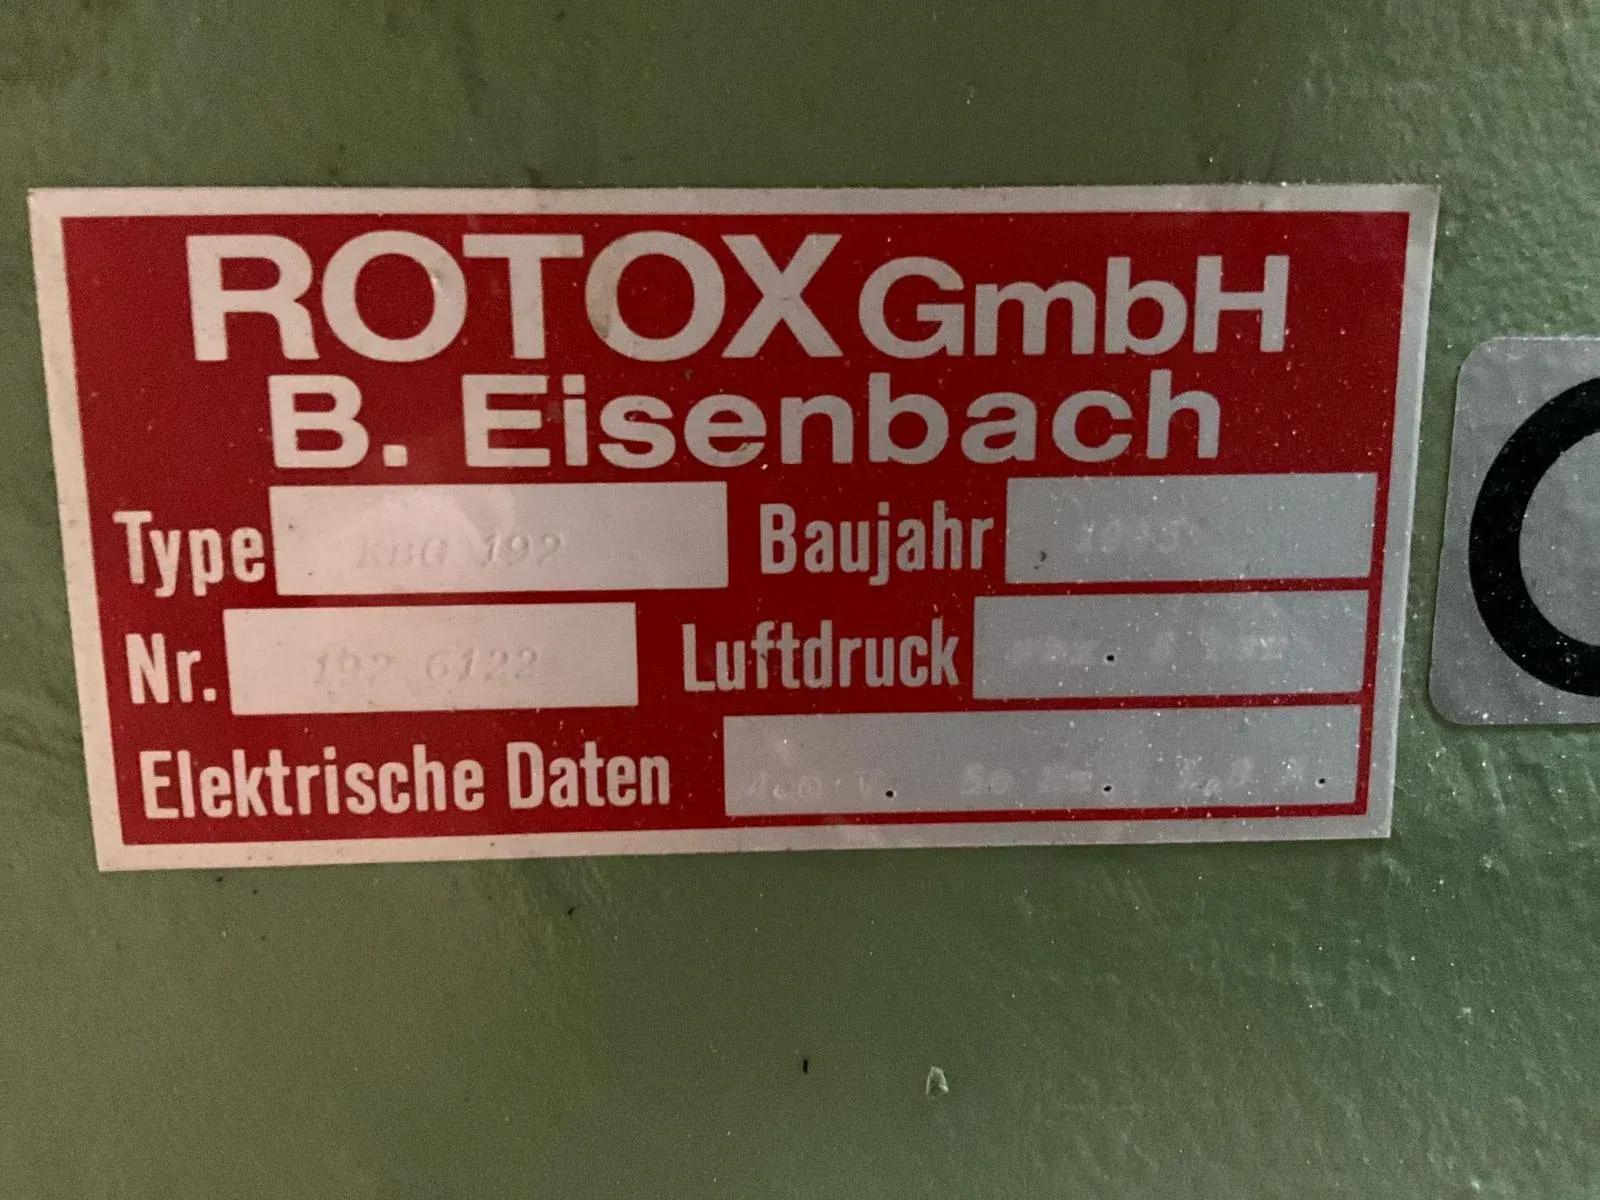 ROTOX GmbH
B. Eisenbach
Type KBG 192 Baujahr
Nr. 192 6122 Luftdruck
Elektrische Daten